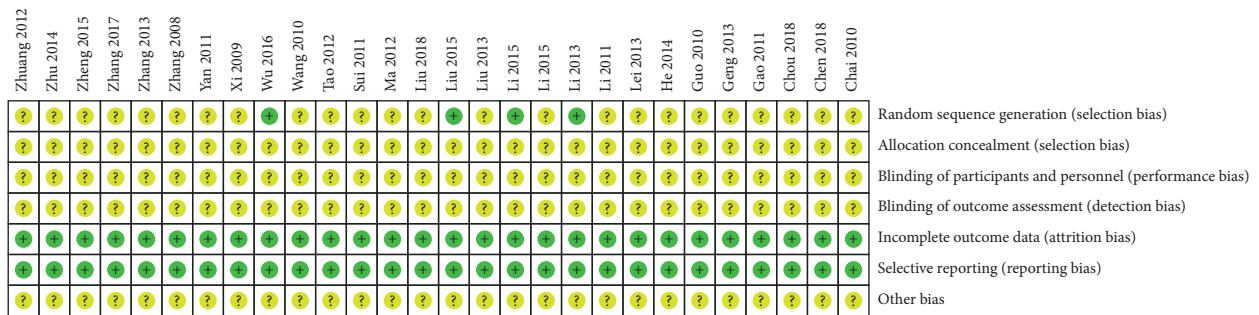 Zhuang 2012
Zhu 2014
Zheng 2015
Zhang 2017
Zhang 2013
Zhang 2008
Yan 2011
Xi 2009
Wu 2016
Wang 2010
Tao 2012
Sui 2011
Ma 2012
Liu 2018
Liu 2015
Liu 2013
Li 2015
Li 2015
Li 2013
Li 2011
Lei 2013
He 2014
Guo 2010
Geng 2013
Gao 2011
Chou 2018
Chen 2018
Chai 2010
? ? ? ? ? ? ? ? + ? ? ? ? ? + ? + ? + ? ? ? ? ? ? ? ? ? Random sequence generation (selection bias)
? ? ? ? ? ? ? ? ? ? ? ? ? ? ? ? ? ? ? ? ? ? ? ? ? ? ? ? Allocation concealment (selection bias)
? ? ? ? ? ? ? ? ? ? ? ? ? ? ? ? ? ? ? ? ? ? ? ? ? ? ? ? Blinding of participants and personnel (performance bias)
? ? ? ? ? ? ? ? ? ? ? ? ? ? ? ? ? ? ? ? ? ? ? ? ? ? ? ? Blinding of outcome assessment (detection bias)
+ + + + + + + + + + + + + + + + + + + + + + + + + + + + Incomplete outcome data (attrition bias)
+ + + + + + + + + + + + + + + + + + + + + + + + + + + + Selective reporting (reporting bias)
? ? ? ? ? ? ? ? ? ? ? ? ? ? ? ? ? ? ? ? ? ? ? ? ? ? ? ? Other bias